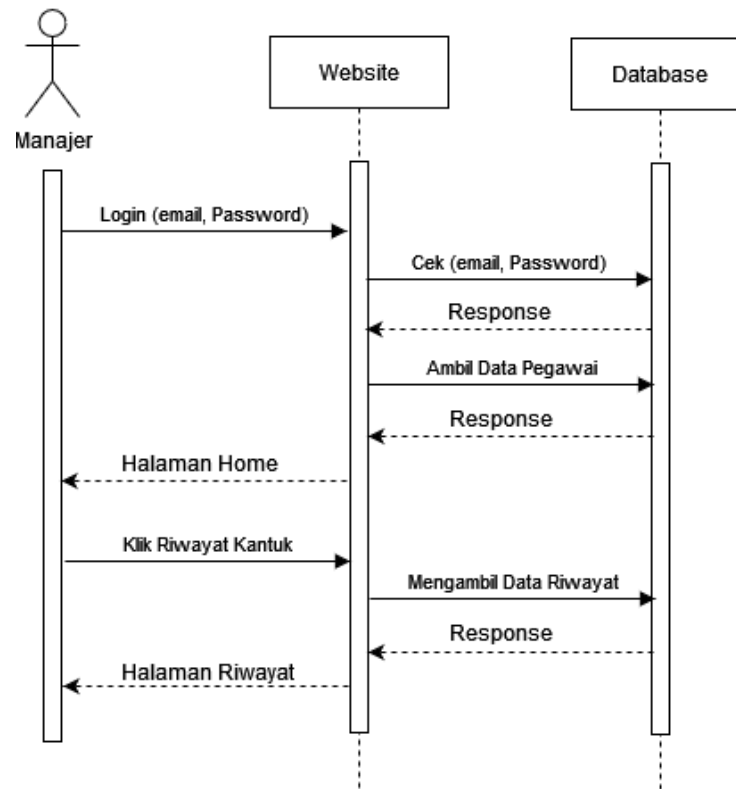 Website
Database
Manajer
Login (email, Password)
Cek (email, Password)
Response
Ambil Data Pegawai
Response
Halaman Home
Klik Riwayat Kantuk
Mengambil Data Riwayat
Response
Halaman Riwayat